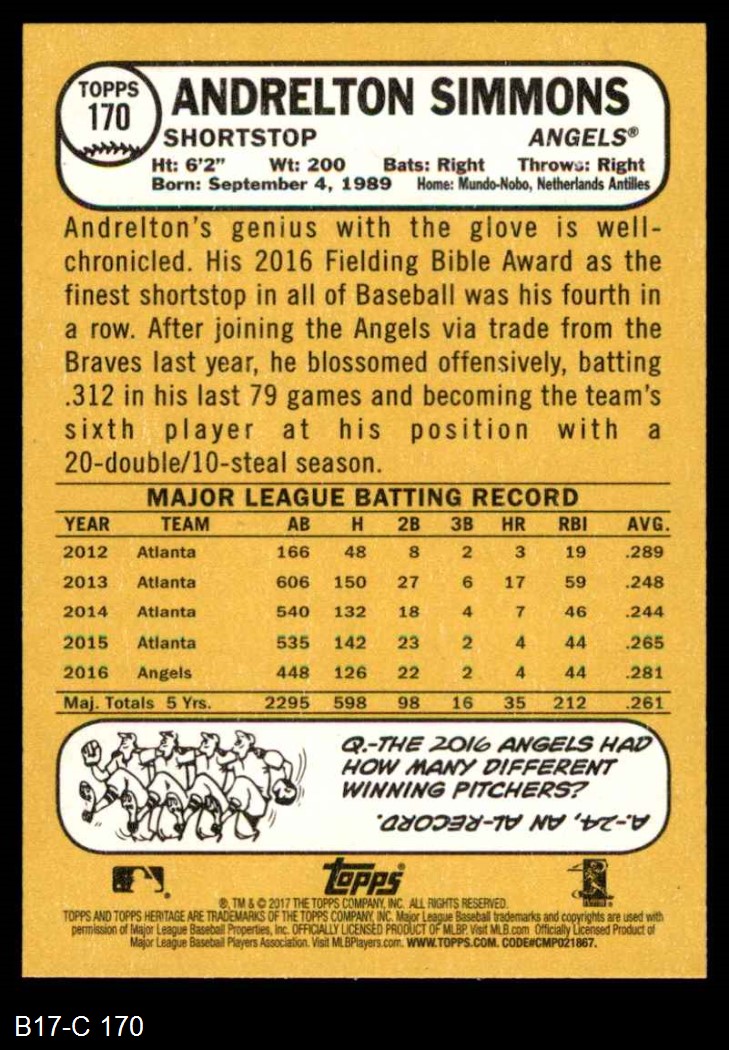 TOPPS
170
ANDRELTON SIMMONS
SHORTSTOP ANGELS®
Ht: 6'2" Wt: 200 Bats: Right Throws: Right
Born: September 4, 1989 Home: Mundo-Nobo, Netherlands Antilles
Andrelton's genius with the glove is well-
chronicled. His 2016 Fielding Bible Award as the
finest shortstop in all of Baseball was his fourth in
a row. After joining the Angels via trade from the
Braves last year, he blossomed offensively, batting
.312 in his last 79 games and becoming the team's
sixth player at his position with a
20-double/10-steal season.
MAJOR LEAGUE BATTING RECORD
YEAR TEAM AB H 2B 3B HR RBI AVG.
2012 Atlanta 166 48 8 2 3 19 .289
2013 Atlanta 606 150 27 6 17 59 .248
2014 Atlanta 540 132 18 4 7 46 .244
2015 Atlanta 535 142 23 2 4 44 .265
2016 Angels 448 126 22 2 4 44 .281
Maj. Totals 5 Yrs. 2295 598 98 16 35 212 .261
Q.-THE 2016 ANGELS HAD
HOW MANY DIFFERENT
WINNING PITCHERS?
A.-24, AN AL-RECORD.
topps®
®, TM & © 2017 THE TOPPS COMPANY, INC. ALL RIGHTS RESERVED.
TOPPS AND TOPPS HERITAGE ARE TRADEMARKS OF THE TOPPS COMPANY, INC. Major League Baseball trademarks and copyrights are used with
permission of Major League Baseball Properties, Inc. OFFICIALLY LICENSED PRODUCT OF MLBP. Visit MLB.com Officially Licensed Product of
Major League Baseball Players Association. Visit MLBPlayers.com. WWW.TOPPS.COM. CODE#CMP021867.
B17-C 170